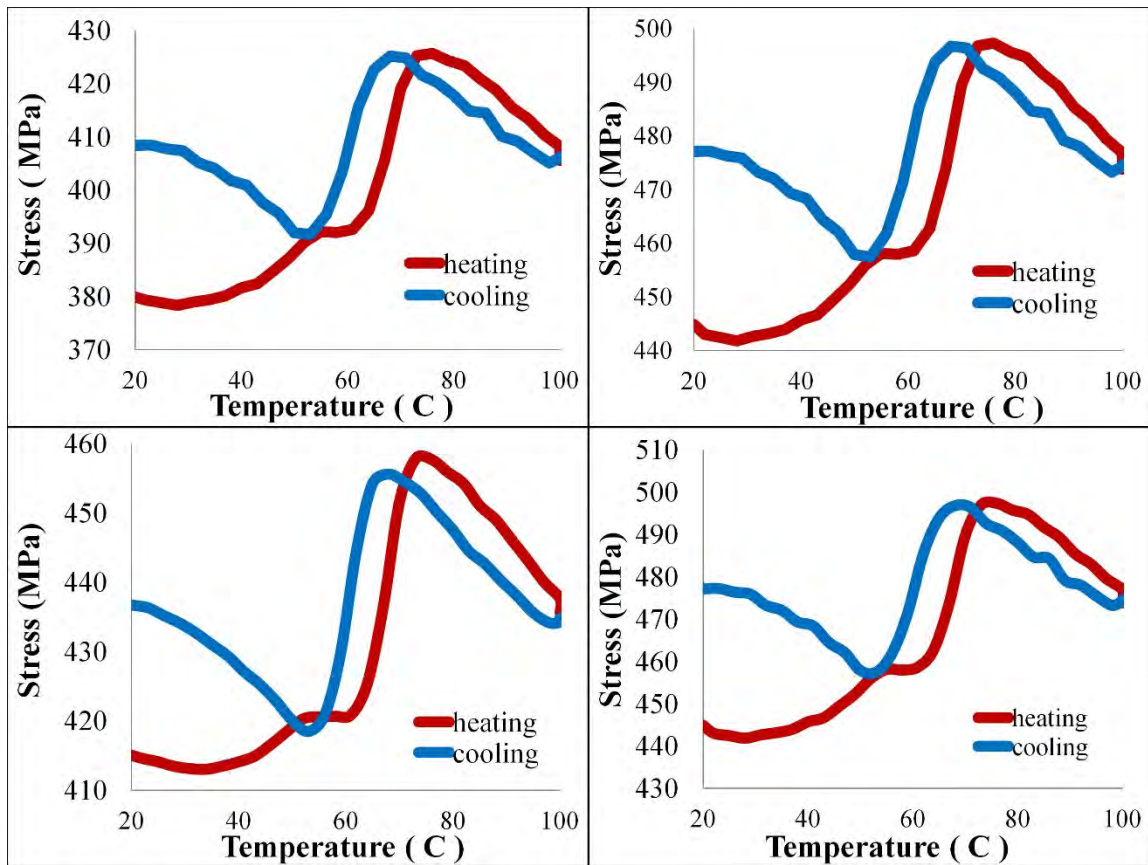 430
420
410
400
390
380
370
Stress ( MPa)
heating
cooling
20 40 60 80 100
Temperature ( C )
500
490
480
470
460
450
440
Stress (MPa)
heating
cooling
20 40 60 80 100
Temperature ( C )
460
450
440
430
420
410
Stress (MPa)
heating
cooling
20 40 60 80 100
Temperature ( C )
510
500
490
480
470
460
450
440
430
Stress (MPa)
heating
cooling
20 40 60 80 100
Temperature ( C )